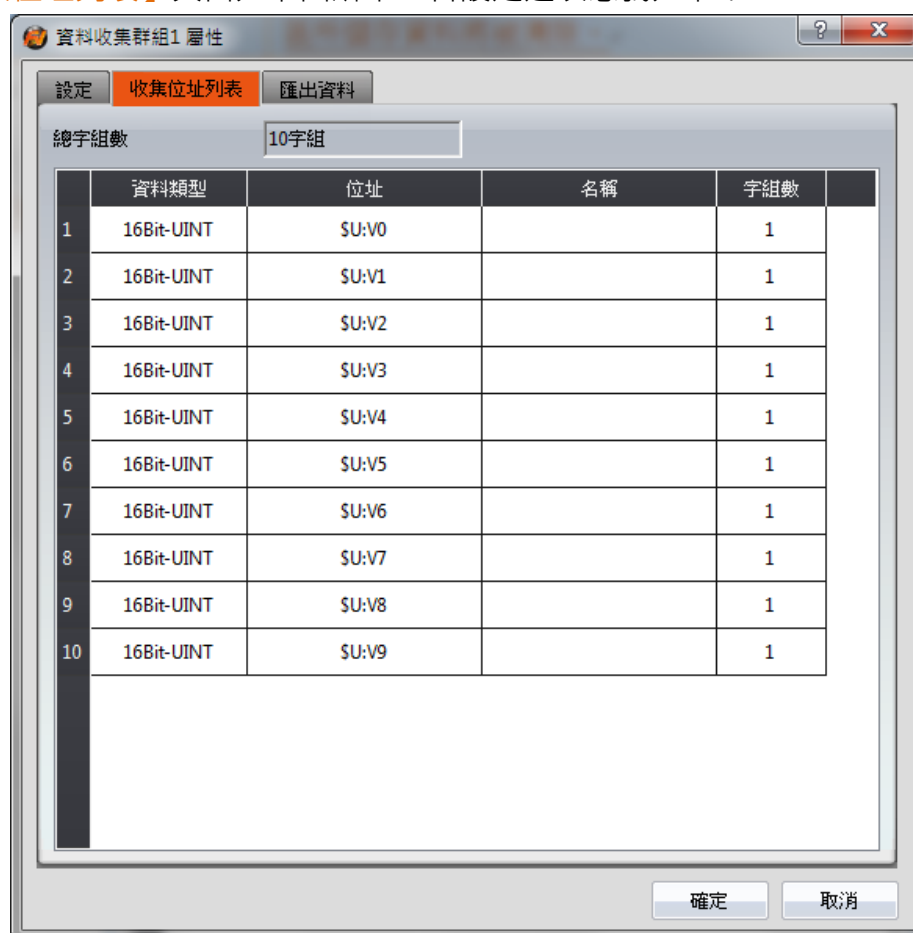 資料收集群組1 屬性
設定 收集位址列表 匯出資料
總字組數 10字組
資料類型 位址 名稱 字組數
1 16Bit-UINT $U:V0 1
2 16Bit-UINT $U:V1 1
3 16Bit-UINT $U:V2 1
4 16Bit-UINT $U:V3 1
5 16Bit-UINT $U:V4 1
6 16Bit-UINT $U:V5 1
7 16Bit-UINT $U:V6 1
8 16Bit-UINT $U:V7 1
9 16Bit-UINT $U:V8 1
10 16Bit-UINT $U:V9 1
確定 取消